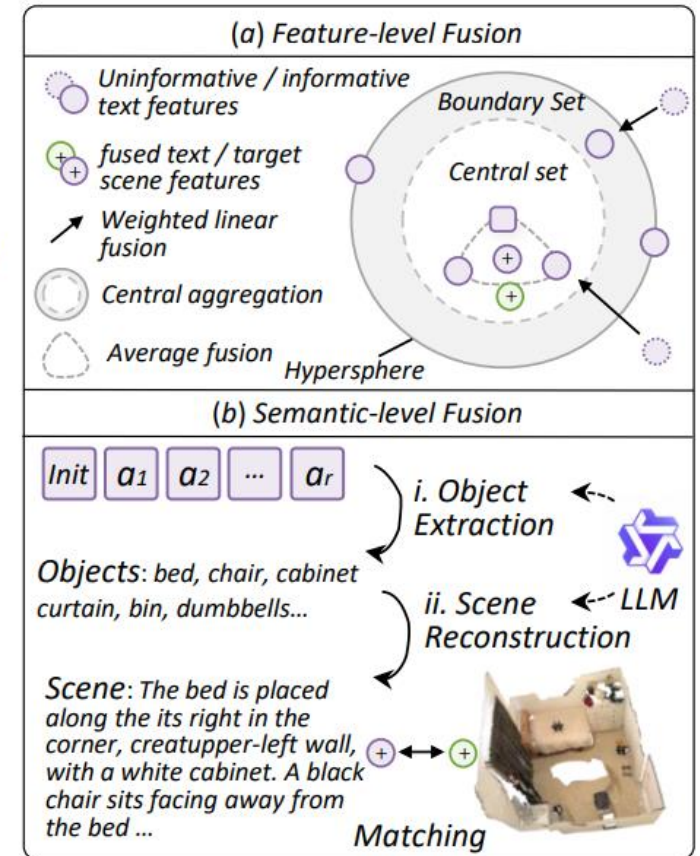 (a) Feature-level Fusion
Uninformative / informative
text features
fused text / target
scene features
Weighted linear
fusion
Central aggregation
Average fusion
Boundary Set
Central set
+
+
+
+
Hypersphere
(b) Semantic-level Fusion
Init a1 a2 ... ar
i. Object
Extraction
Objects: bed, chair, cabinet
curtain, bin, dumbbells...
LLM
ii. Scene
Reconstruction
Scene: The bed is placed
along the its right in the
corner, creatupper-left wall,
with a white cabinet. A black
chair sits facing away from
the bed ...
+ +
Matching